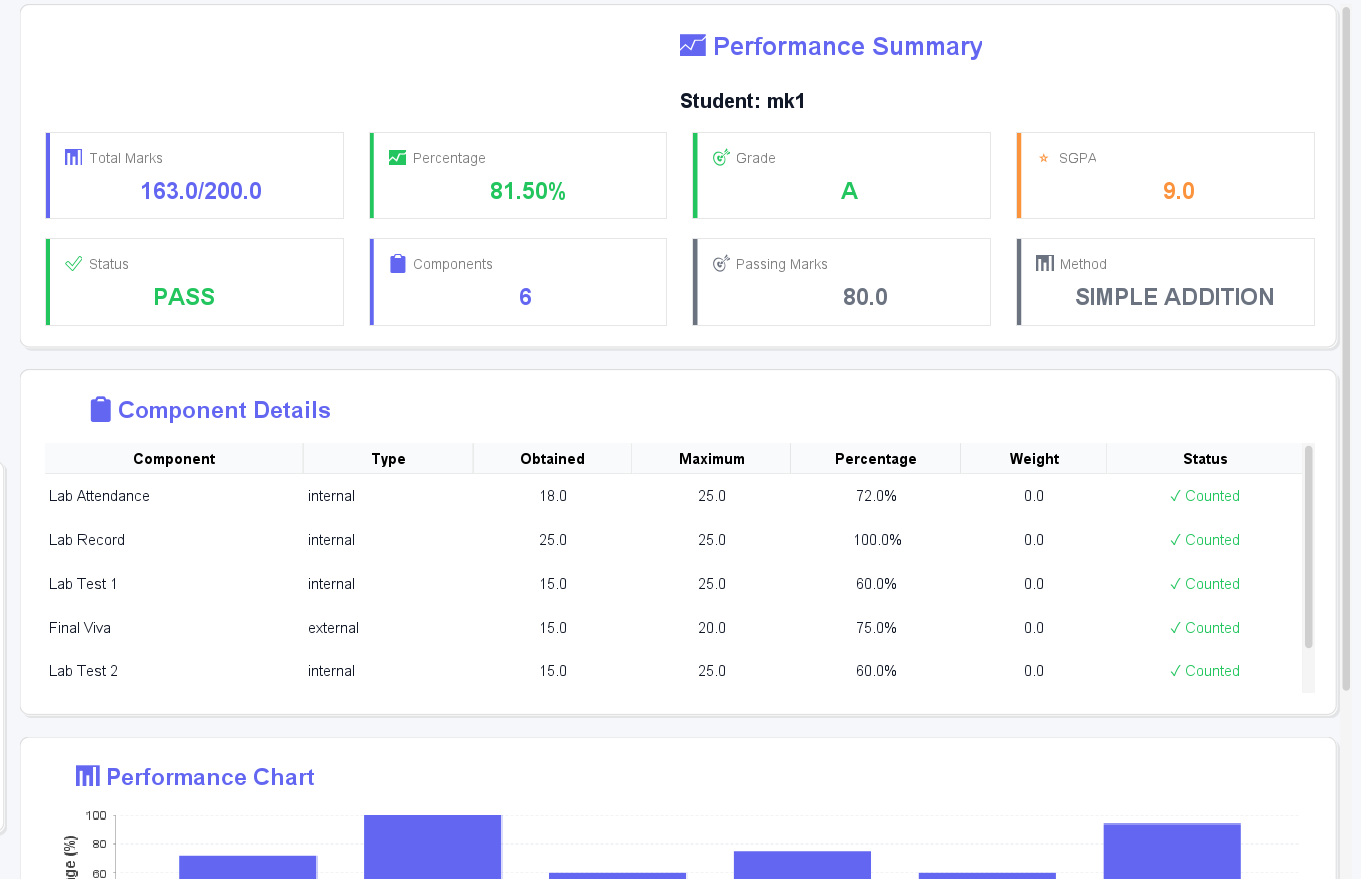 Performance Summary
Student: mk1
Total Marks
163.0/200.0
Percentage
81.50%
Grade
A
SGPA
9.0
Status
PASS
Components
6
Passing Marks
80.0
Method
SIMPLE ADDITION
Component Details
Component Type Obtained Maximum Percentage Weight Status
Lab Attendance internal 18.0 25.0 72.0% 0.0 ✓ Counted
Lab Record internal 25.0 25.0 100.0% 0.0 ✓ Counted
Lab Test 1 internal 15.0 25.0 60.0% 0.0 ✓ Counted
Final Viva external 15.0 20.0 75.0% 0.0 ✓ Counted
Lab Test 2 internal 15.0 25.0 60.0% 0.0 ✓ Counted
Performance Chart
100
80
60